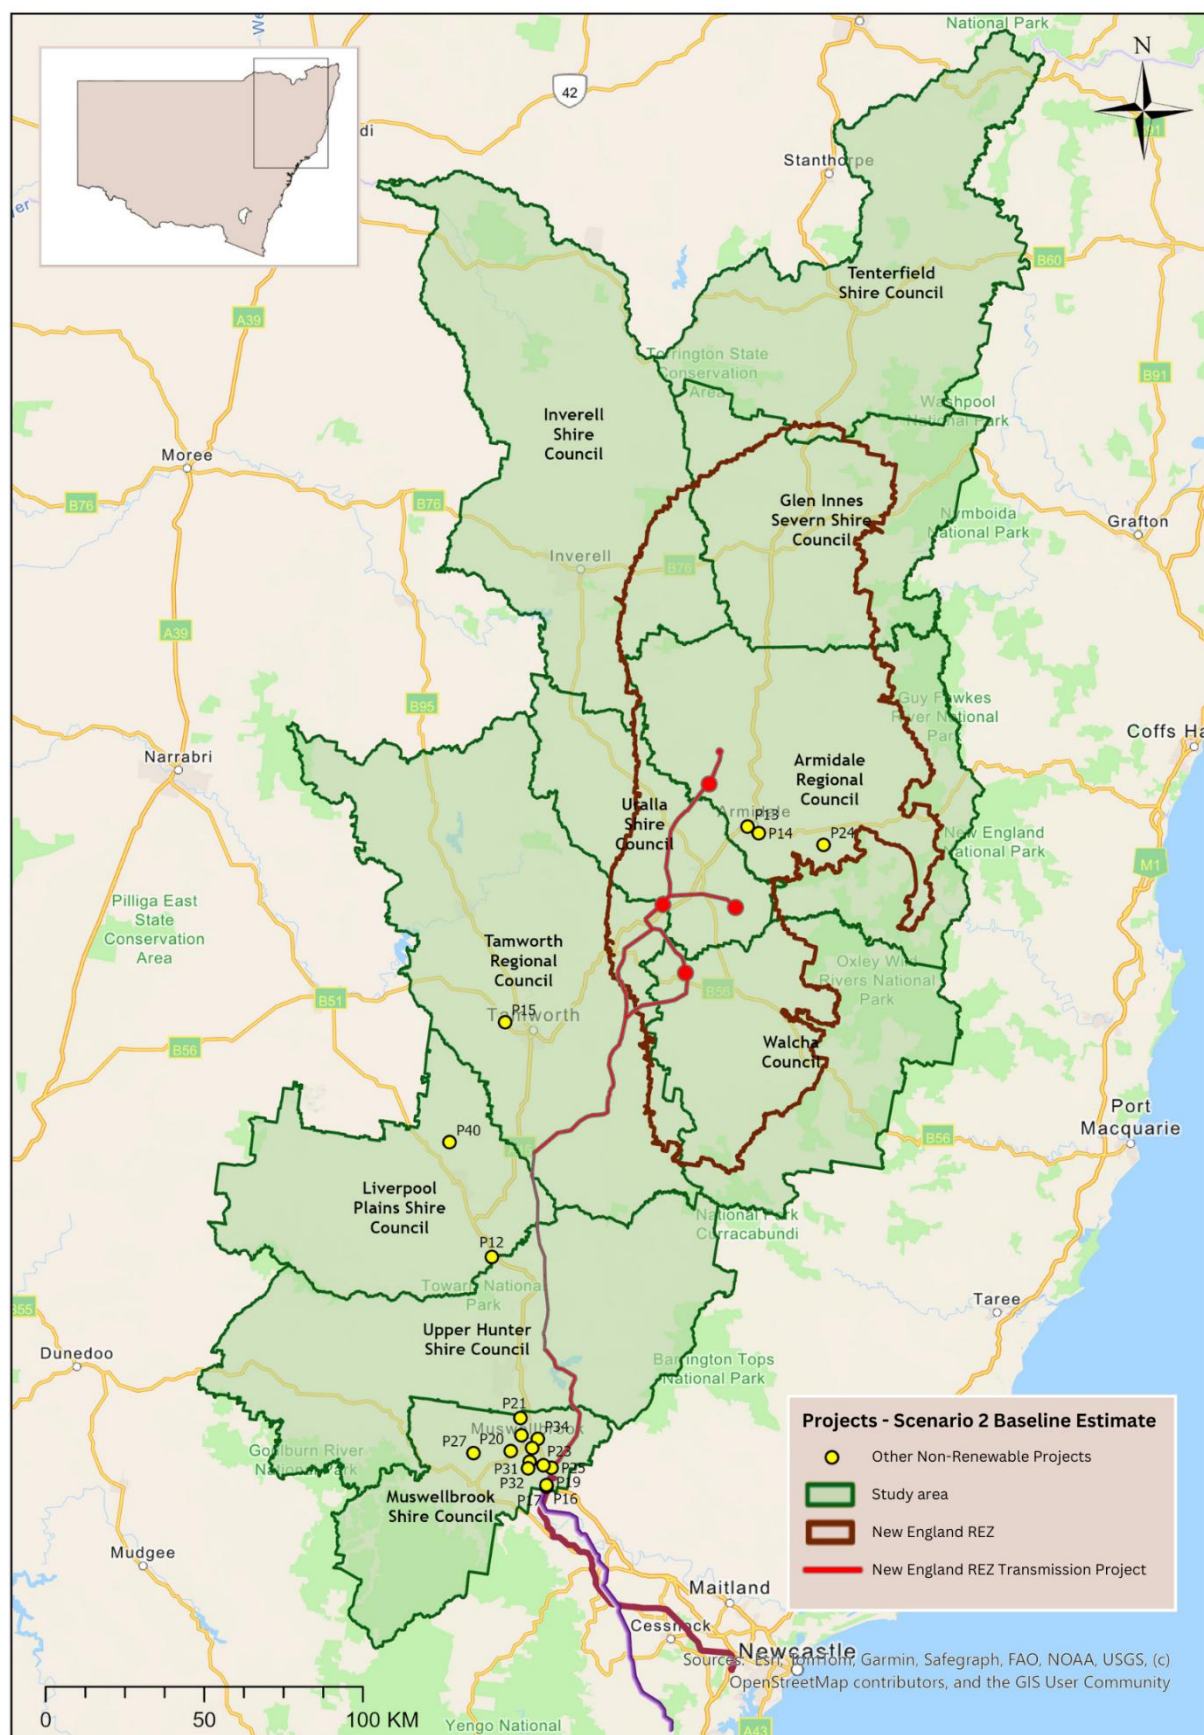 National Park
N
42
di
Stanthorpe
B91
A39
B60
Tenterfield
Shire Council
Torrington State
Conservation
Area
B91
Washpool
National Park
Inverell
Shire
Council
Moree
B76
B76
Glen Innes
Severn Shire
Council
Nymboida
National Park
Grafton
Inverell
B76
A39
B95
Guy Fawkes
River National
Park
Coffs Ha
Narrabri
Armidale
Regional
Council
Uralla
Shire
Council
Armidale
P13
P14
P24
New England
National Park
M1
Pilliga East
State
Conservation
Area
Tamworth
Regional
Council
Oxley Wild
Rivers National
Park
B56
B51
P15
Tamworth
B56
Walcha
Council
Port
Macquarie
B56
P40
Liverpool
Plains Shire
Council
National Park
Curracabundi
P12
Towarri National
Park
B55
Taree
Upper Hunter
Shire Council
Dunedoo
Barrington Tops
National Park
P21
Muswellbrook
P34
P20
P27
P23
Goulburn River
National Park
P31
P25
P32
P19
P17
P16
Muswellbrook
Shire Council
Mudgee
Projects - Scenario 2 Baseline Estimate
Other Non-Renewable Projects
Study area
New England REZ
New England REZ Transmission Project
Maitland
Cessnock
Newcastle
Sources: Esri, TomTom, Garmin, Safegraph, FAO, NOAA, USGS, (c)
OpenStreetMap contributors, and the GIS User Community
0 50 100 KM
Yengo National
A43